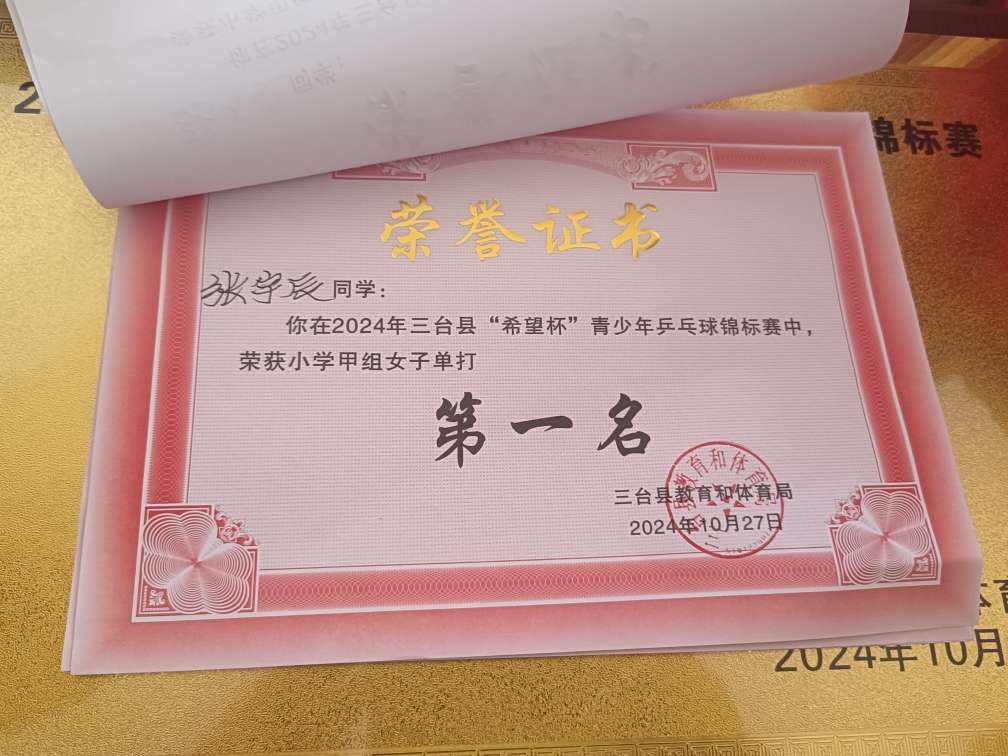 荣誉证书
张宇辰同学：
你在2024年三台县“希望杯”青少年乒乓球锦标赛中，
荣获小学甲组女子单打
第一名
三台县教育和体育局
2024年10月27日
锦标赛
2
体育
2024年10月